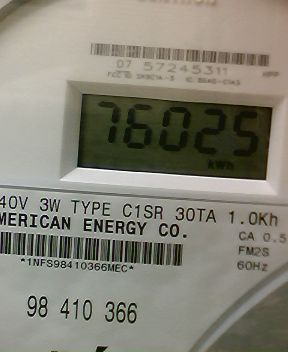 07 57245311
76025
kWh
40V 3W TYPE C1SR 30TA 1.0Kh
MERICAN ENERGY CO.
CA 0.5
FM2S
*1NFS98410366MEC*
60Hz
98 410 366